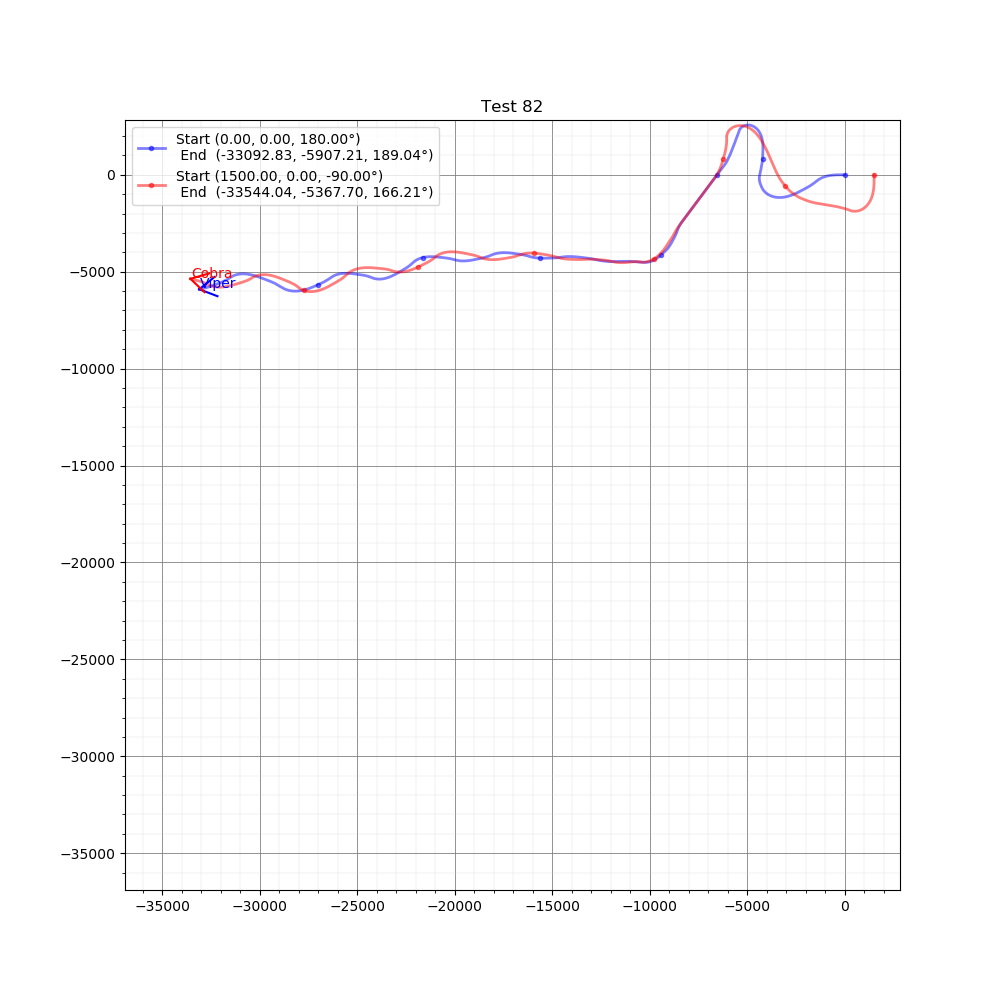 Test 82
Start (0.00, 0.00, 180.00°)
End (-33092.83, -5907.21, 189.04°)
Start (1500.00, 0.00, -90.00°)
End (-33544.04, -5367.70, 166.21°)
0
−5000
−10000
−15000
−20000
−25000
−30000
−35000
Cobra
Viper
−35000 −30000 −25000 −20000 −15000 −10000 −5000 0